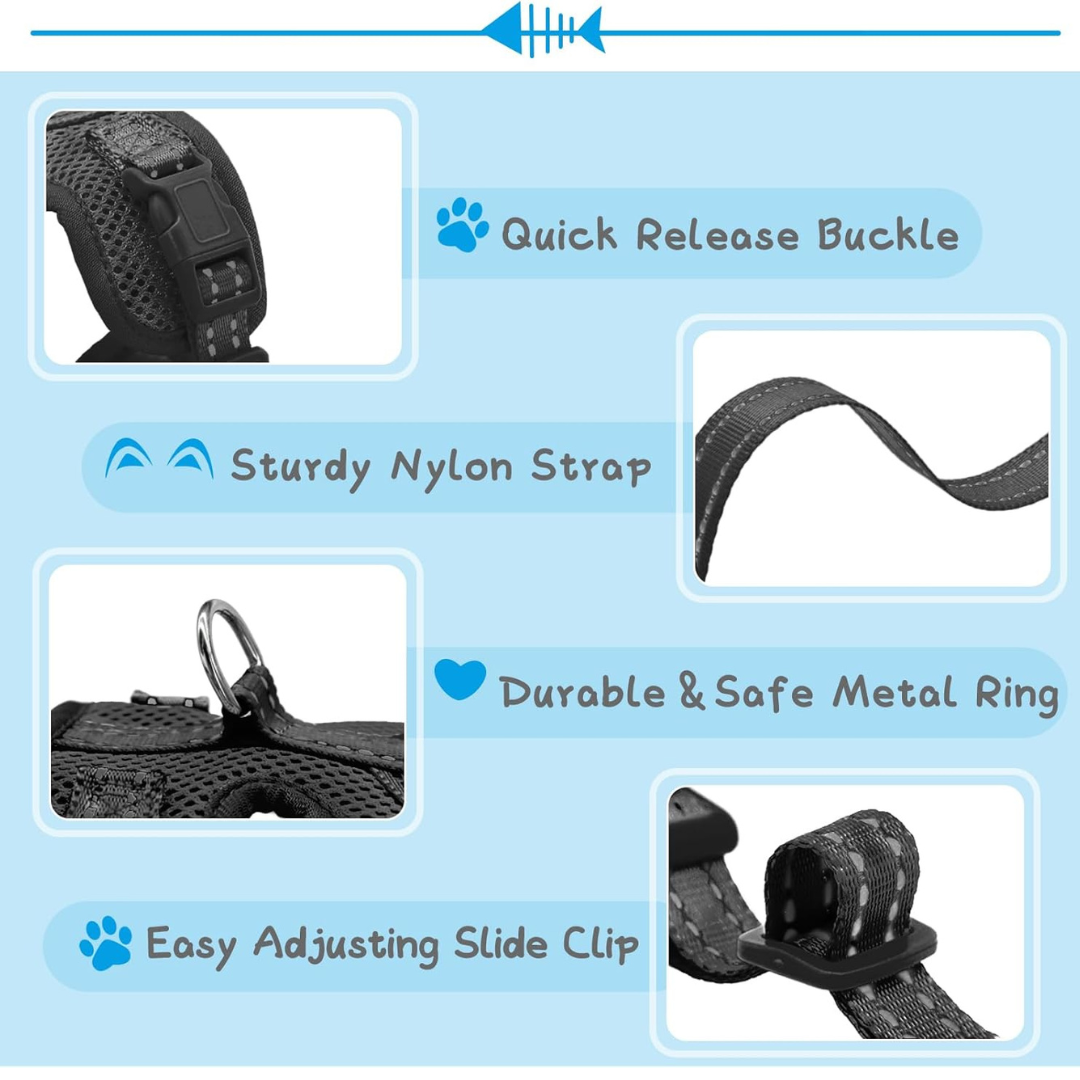 Quick Release Buckle
Sturdy Nylon Strap
Durable & Safe Metal Ring
Easy Adjusting Slide Clip